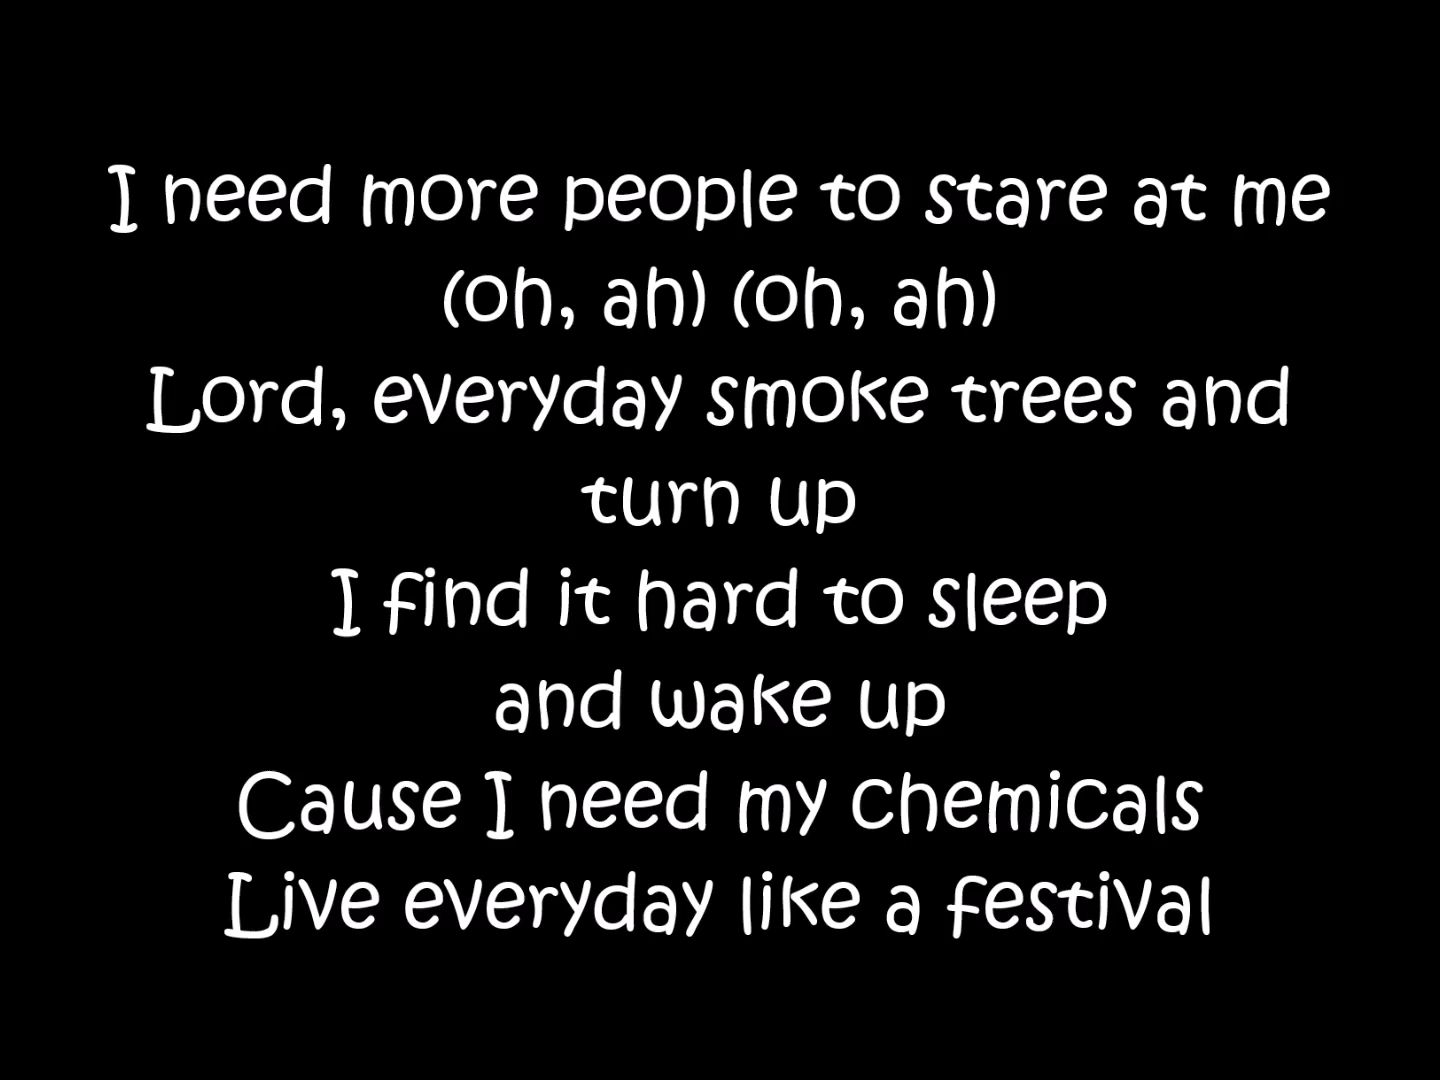 I need more people to stare at me
(oh, ah) (oh, ah)
Lord, everyday smoke trees and
turn up
I find it hard to sleep
and wake up
Cause I need my chemicals
Live everyday like a festival